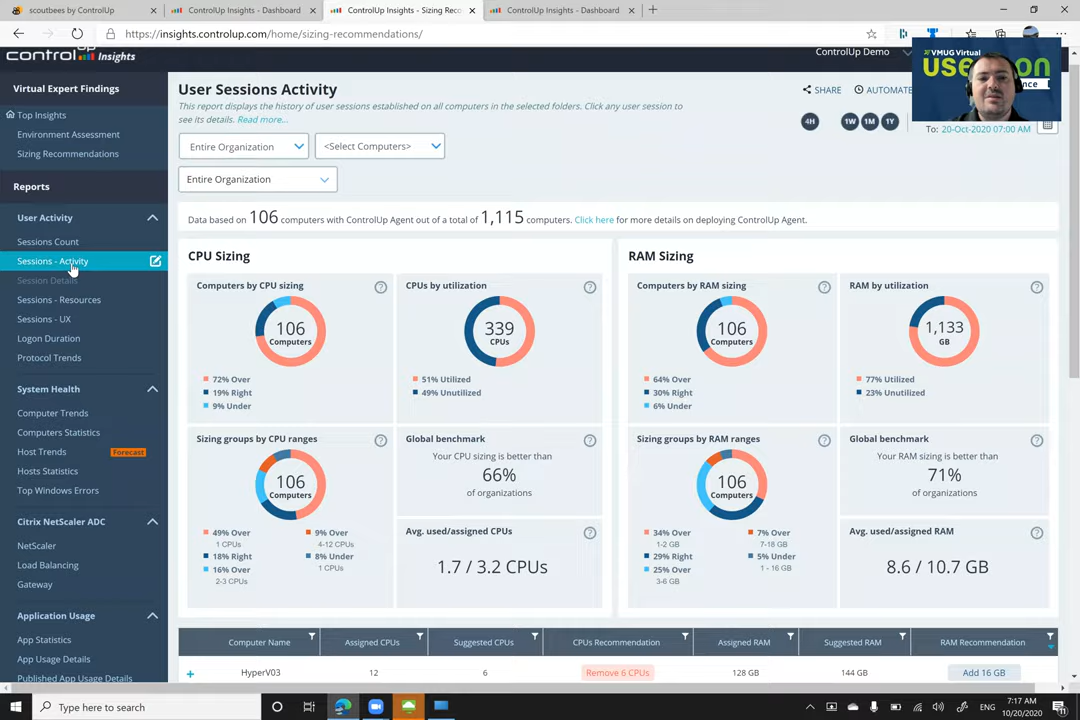 scoutbees by ControlUp
ControlUp Insights - Dashboard
ControlUp Insights - Sizing Reco
ControlUp Insights - Dashboard
https://insights.controlup.com/home/sizing-recommendations/
control Insights
ControlUp Demo
VMUG Virtual
Virtual Expert Findings
Top Insights
Environment Assessment
Sizing Recommendations
Reports
User Activity
Sessions Count
Sessions - Activity
Session Details
Sessions - Resources
Sessions - UX
Logon Duration
Protocol Trends
System Health
Computer Trends
Computers Statistics
Host Trends
Forecast
Hosts Statistics
Top Windows Errors
Citrix NetScaler ADC
NetScaler
Load Balancing
Gateway
Application Usage
App Statistics
App Usage Details
Published App Usage Details
User Sessions Activity
This report displays the history of user sessions established on all computers in the selected folders. Click any user session to
see its details. Read more...
SHARE
AUTOMATE
4H 1W 1M 1Y
To: 20-Oct-2020 07:00 AM
Entire Organization
<Select Computers>
Entire Organization
Data based on 106 computers with ControlUp Agent out of a total of 1,115 computers. Click here for more details on deploying ControlUp Agent.
CPU Sizing
Computers by CPU sizing ?
106
Computers
72% Over
19% Right
9% Under
CPUs by utilization ?
339
CPUs
51% Utilized
49% Unutilized
Sizing groups by CPU ranges ?
106
Computers
49% Over
1 CPUs
18% Right
16% Over
2-3 CPUs
9% Over
4-12 CPUs
8% Under
1 CPUs
Global benchmark ?
Your CPU sizing is better than
66%
of organizations
Avg. used/assigned CPUs ?
1.7 / 3.2 CPUs
RAM Sizing
Computers by RAM sizing ?
106
Computers
64% Over
30% Right
6% Under
RAM by utilization ?
1,133
GB
77% Utilized
23% Unutilized
Sizing groups by RAM ranges ?
106
Computers
34% Over
1-2 GB
29% Right
25% Over
3-6 GB
7% Over
7-18 GB
5% Under
1 - 16 GB
Global benchmark ?
Your RAM sizing is better than
71%
of organizations
Avg. used/assigned RAM ?
8.6 / 10.7 GB
Computer Name Assigned CPUs Suggested CPUs CPUs Recommendation Assigned RAM Suggested RAM RAM Recommendation
+ HyperV03 12 6 Remove 6 CPUs 128 GB 144 GB Add 16 GB
Type here to search
ENG
7:17 AM
10/20/2020